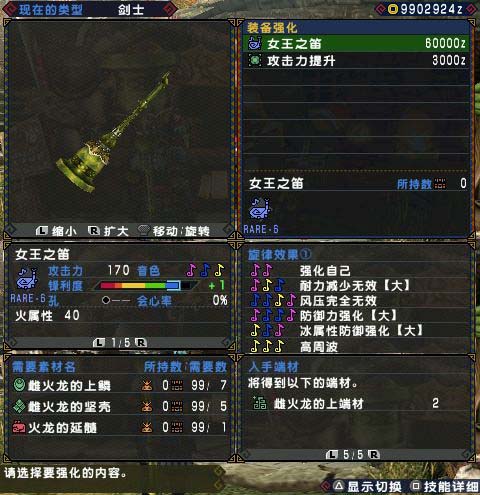 现在的类型 剑士
9902924z
装备强化
女王之笛 60000z
攻击力提升 3000z
女王之笛 所持数 0
RARE-6
缩小 R 扩大 移动/旋转
女王之笛
攻击力 170 音色
锋利度 +1
RARE-6 孔 ●—— 会心率 0%
火属性 40
L 1/5 R
旋律效果①
强化自己
耐力减少无效【大】
风压完全无效
防御力强化【大】
冰属性防御强化【大】
高周波
需要素材名 所持数/需要数
雌火龙的上鳞 0 99/ 7
雌火龙的坚壳 0 99/ 5
火龙的延髓 0 99/ 1
入手端材
将得到以下的端材。
雌火龙的上端材 2
L 5/5 R
请选择要强化的内容。
△显示切换 □技能详细